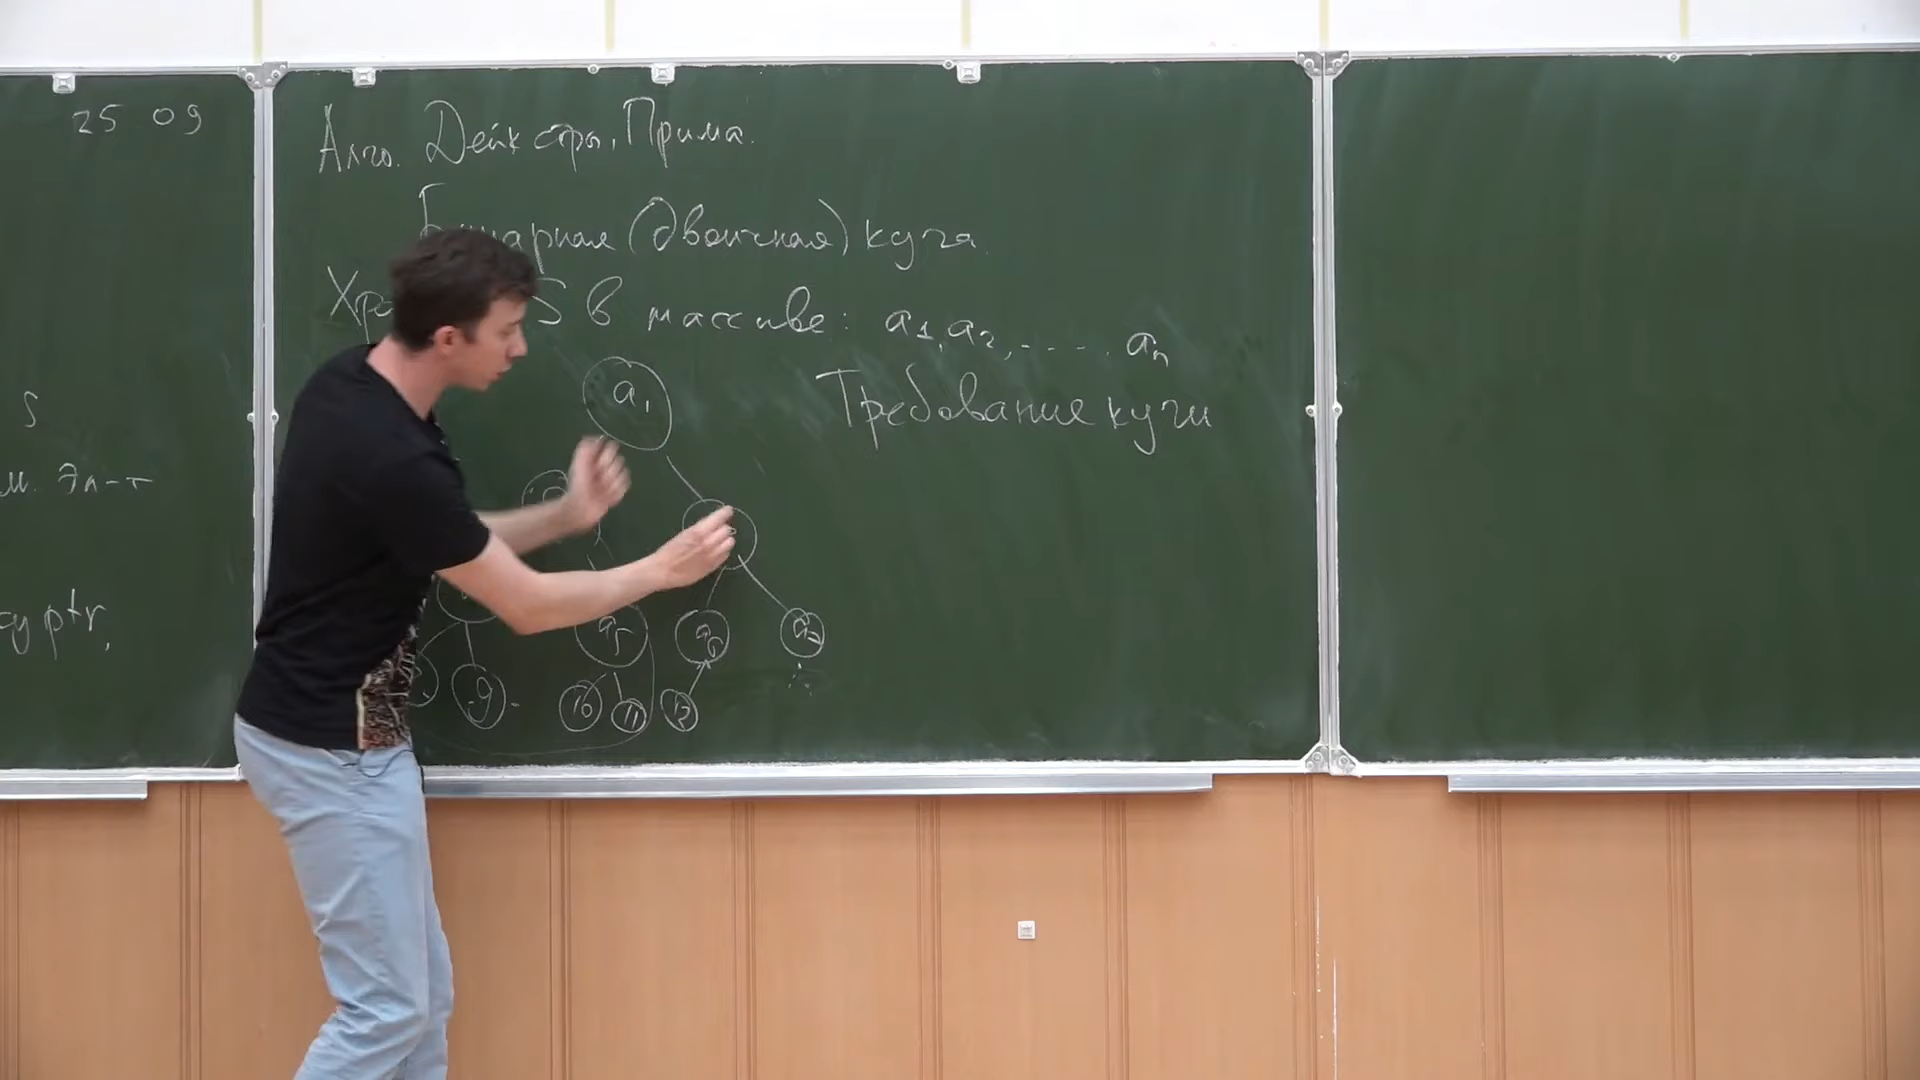 25 09
S
эл-т
ptr,
Алго. Дейкстры, Прима.
Бинарная (двоичная) куча.
S в массиве: a1, a2, ...., an
Требование кучи
a1
a5 a6 a7
9 10 11 12